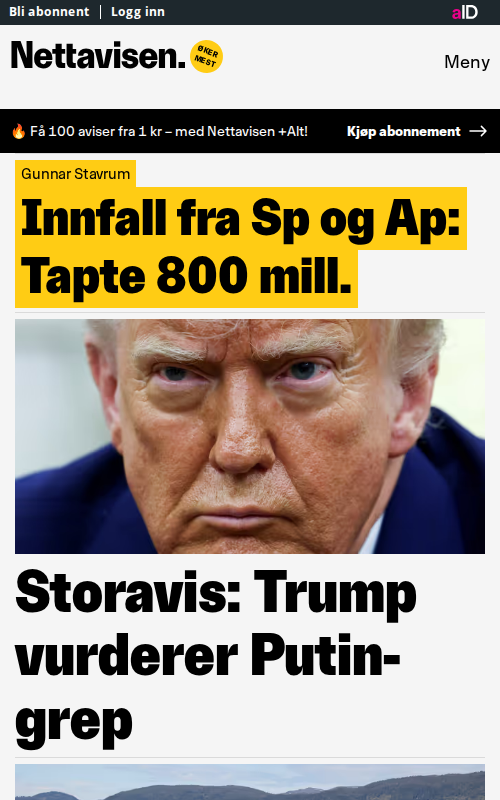 Bli abonnent | Logg inn
aID
Nettavisen.
ØKER
MEST
Meny
Få 100 aviser fra 1 kr – med Nettavisen +Alt!
Kjøp abonnement →
Gunnar Stavrum
Innfall fra Sp og Ap:
Tapte 800 mill.
Storavis: Trump
vurderer Putin-
grep